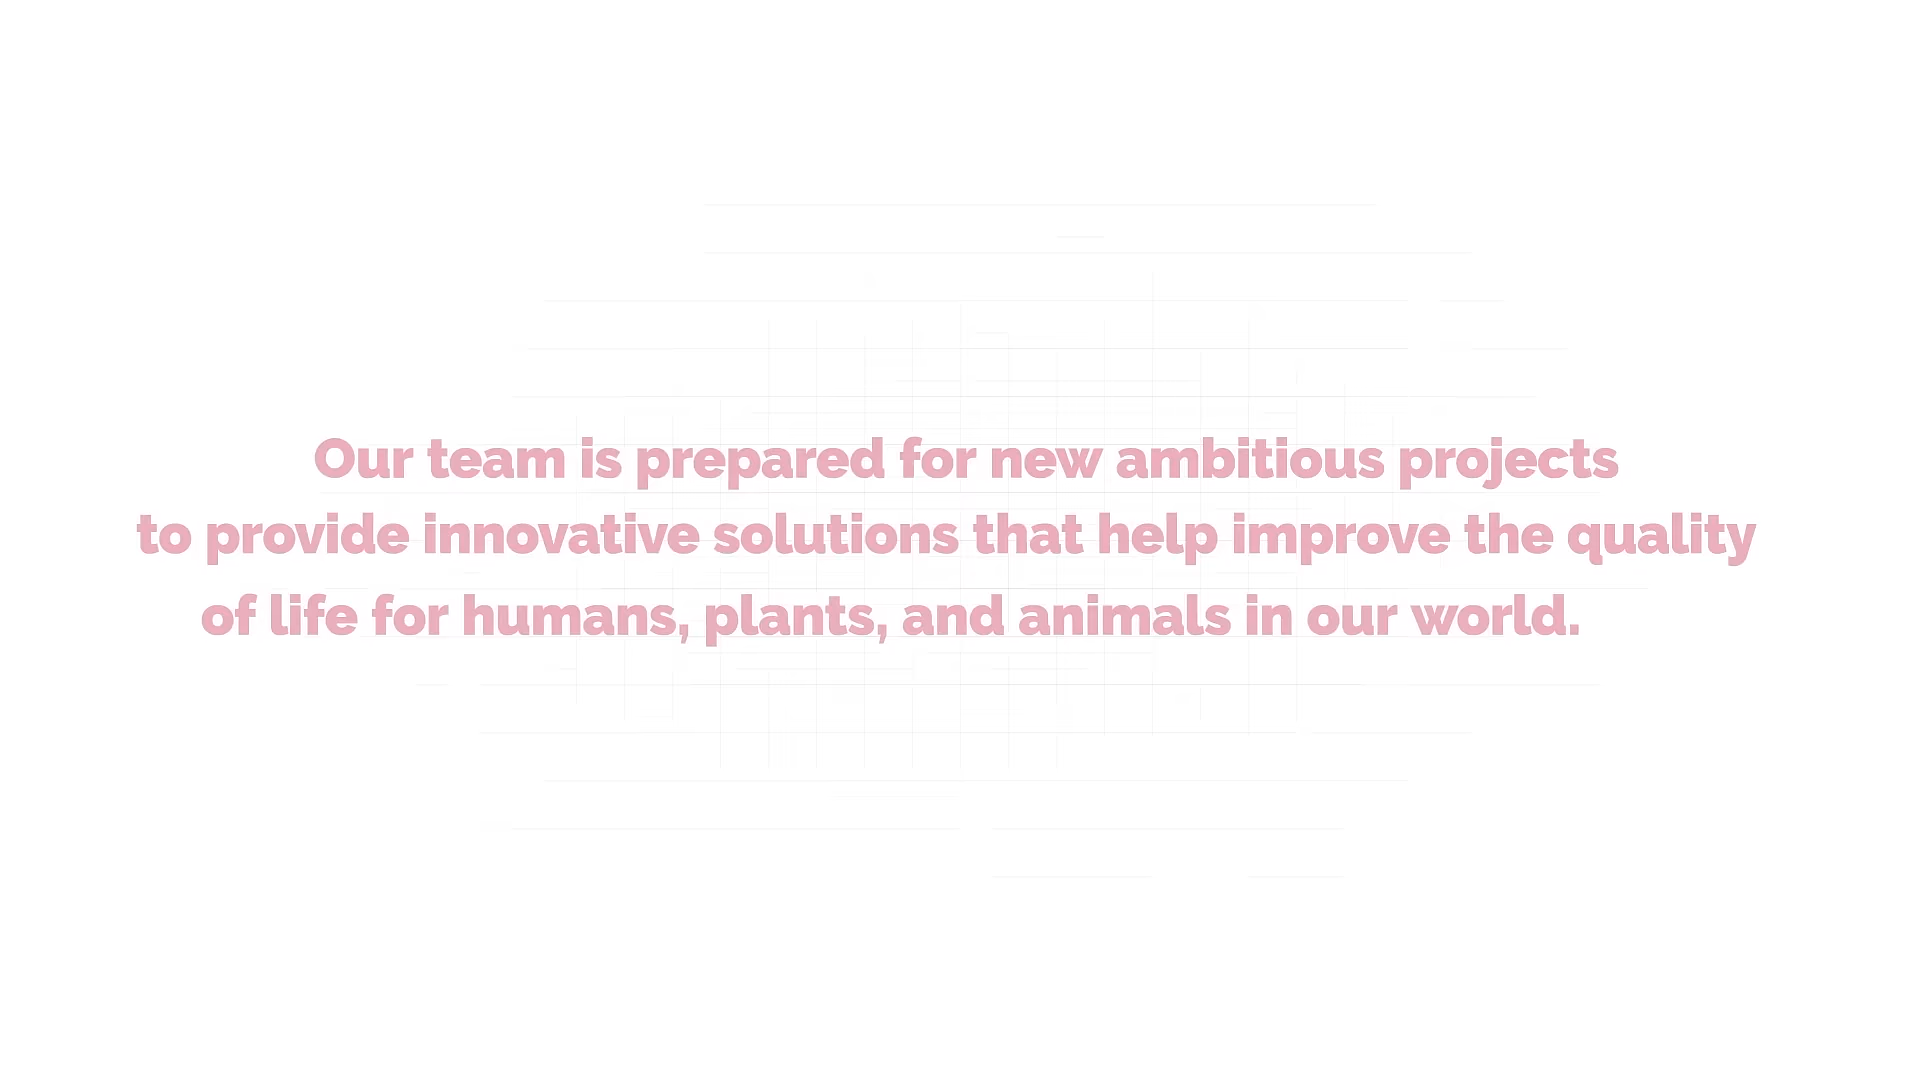 Our team is prepared for new ambitious projects
to provide innovative solutions that help improve the quality
of life for humans, plants, and animals in our world.